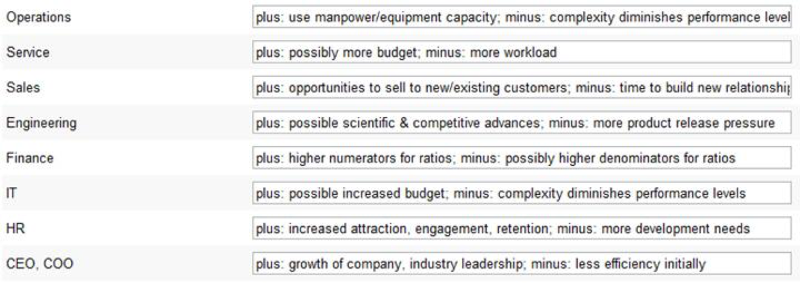 Operations plus: use manpower/equipment capacity; minus: complexity diminishes performance level
Service plus: possibly more budget; minus: more workload
Sales plus: opportunities to sell to new/existing customers; minus: time to build new relationship
Engineering plus: possible scientific & competitive advances; minus: more product release pressure
Finance plus: higher numerators for ratios; minus: possibly higher denominators for ratios
IT plus: possible increased budget; minus: complexity diminishes performance levels
HR plus: increased attraction, engagement, retention; minus: more development needs
CEO, COO plus: growth of company, industry leadership; minus: less efficiency initially